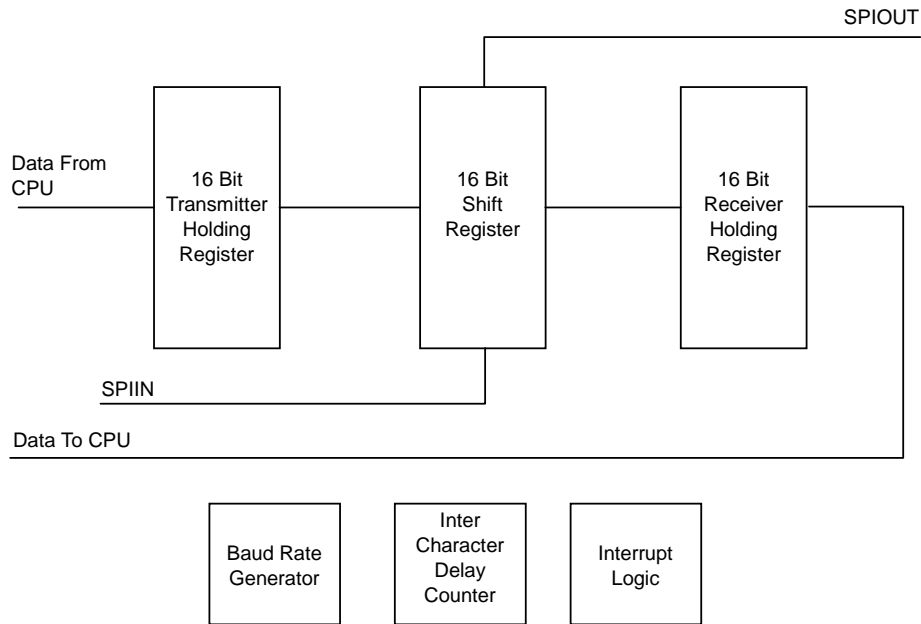 SPIOUT
Data From
CPU
16 Bit
Transmitter
Holding
Register
16 Bit
Shift
Register
16 Bit
Receiver
Holding
Register
SPIIN
Data To CPU
Baud Rate
Generator
Inter
Character
Delay
Counter
Interrupt
Logic